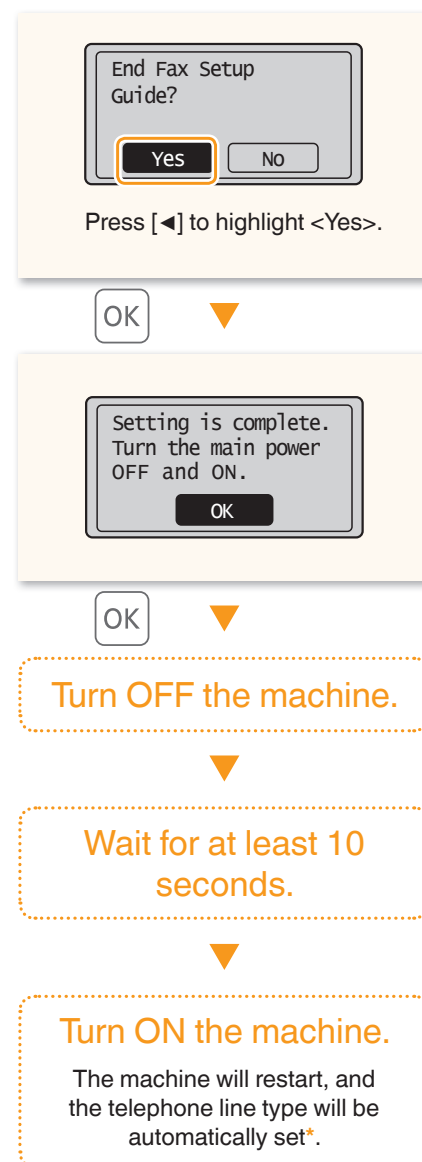 End Fax Setup
Guide?
Yes No
Press [◄] to highlight <Yes>.
OK ▼
Setting is complete.
Turn the main power
OFF and ON.
OK
OK ▼
Turn OFF the machine.
▼
Wait for at least 10
seconds.
▼
Turn ON the machine.
The machine will restart, and
the telephone line type will be
automatically set*.